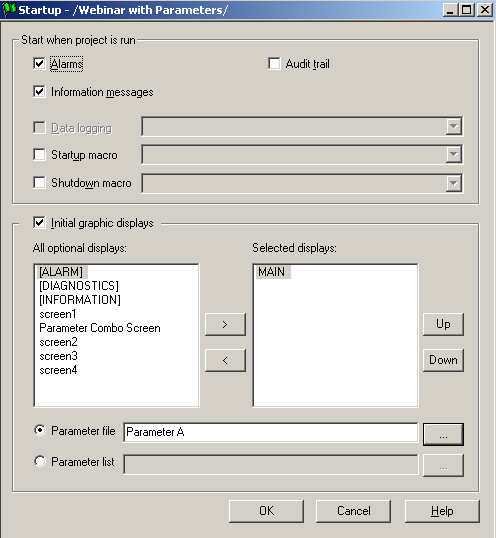 Startup - /Webinar with Parameters/
Start when project is run
Alarms
Audit trail
Information messages
Data logging
Startup macro
Shutdown macro
Initial graphic displays
All optional displays:
Selected displays:
[ALARM]
MAIN
[DIAGNOSTICS]
[INFORMATION]
screen1
Parameter Combo Screen
screen2
screen3
screen4
>
<
Up
Down
Parameter file
Parameter A
...
Parameter list
...
OK
Cancel
Help